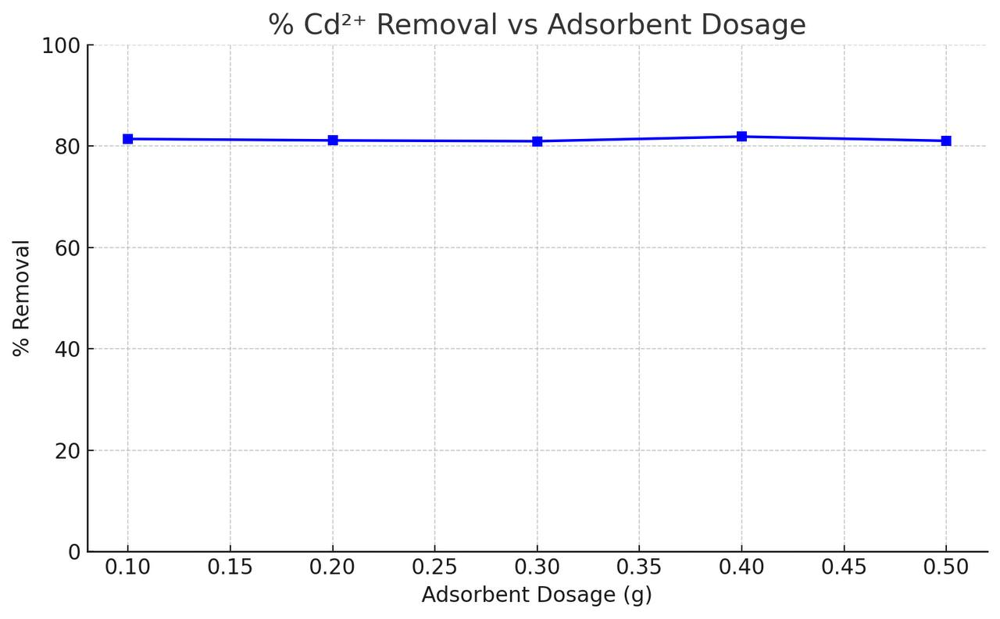 % Cd²⁺ Removal vs Adsorbent Dosage
100
80
60
40
20
0
% Removal
0.10 0.15 0.20 0.25 0.30 0.35 0.40 0.45 0.50
Adsorbent Dosage (g)